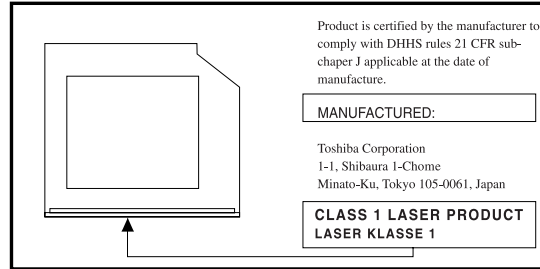 Product is certified by the manufacturer to
comply with DHHS rules 21 CFR sub-
chaper J applicable at the date of
manufacture.
MANUFACTURED:
Toshiba Corporation
1-1, Shibaura 1-Chome
Minato-Ku, Tokyo 105-0061, Japan
CLASS 1 LASER PRODUCT
LASER KLASSE 1